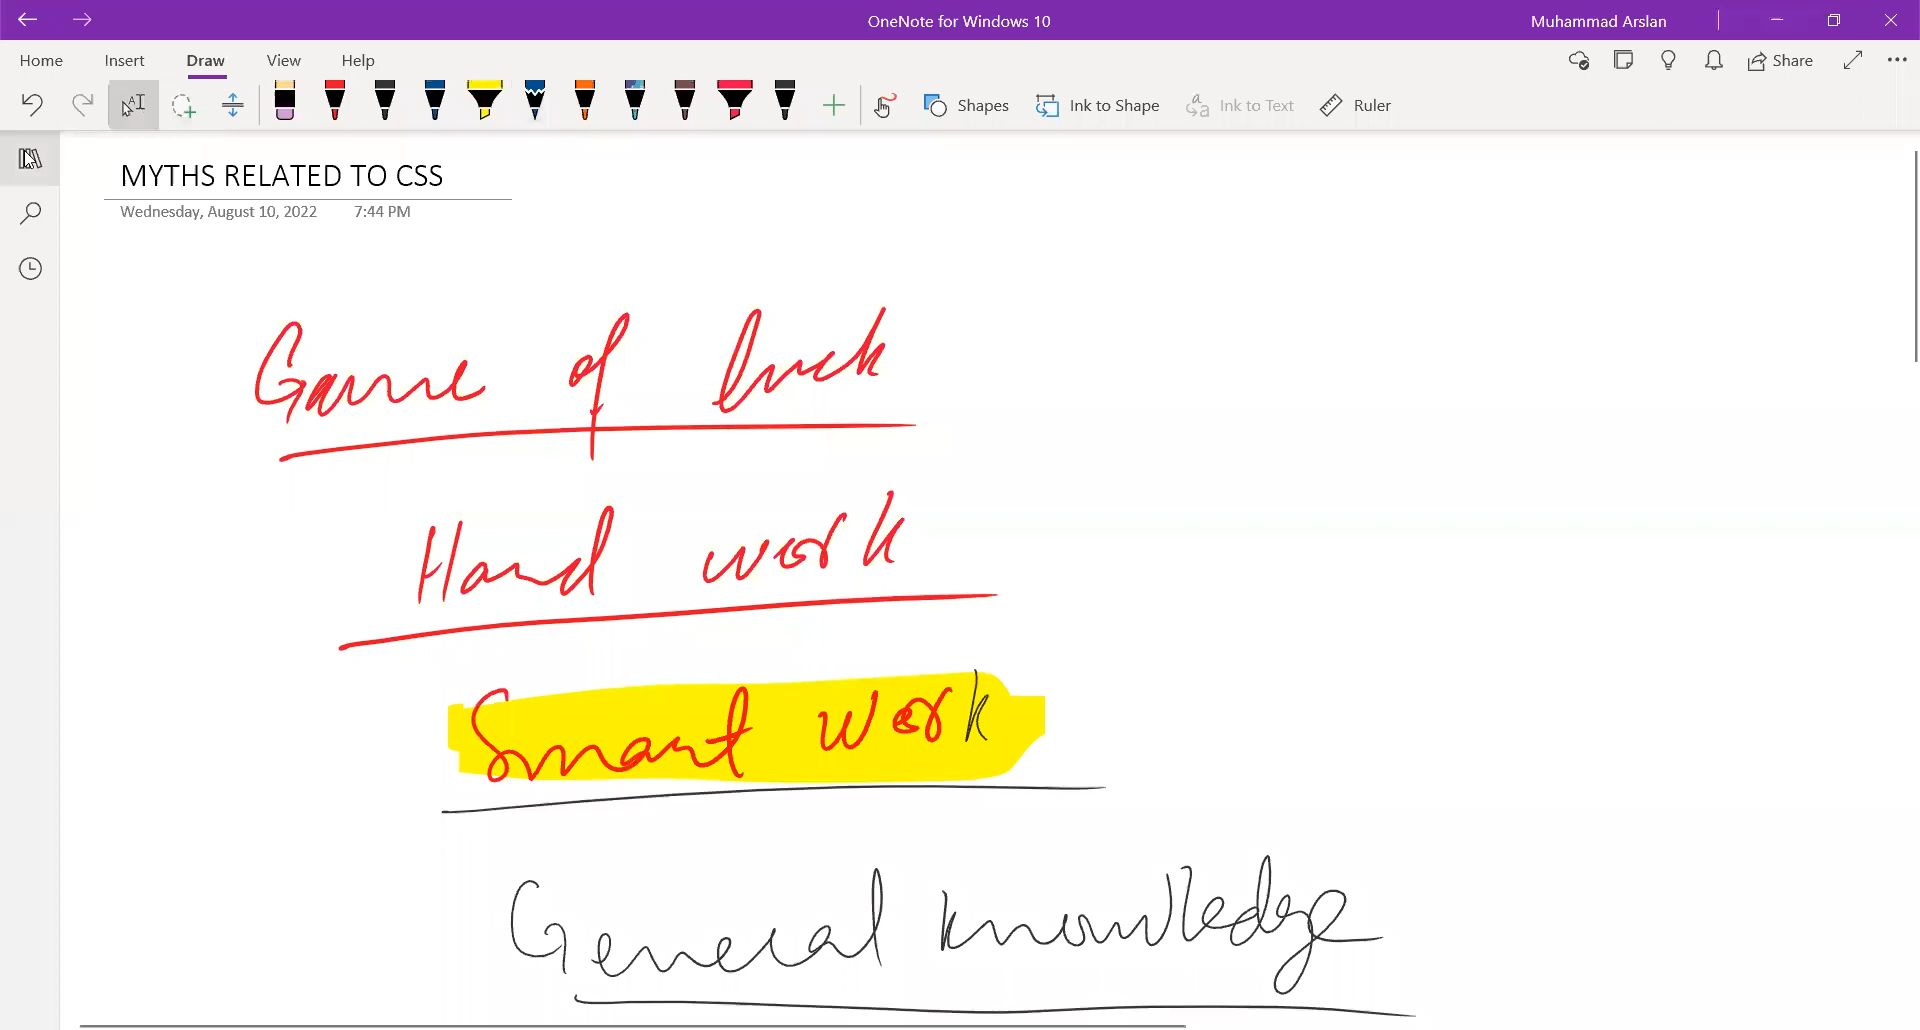 OneNote for Windows 10
Muhammad Arslan
Home Insert Draw View Help
Share
Shapes Ink to Shape Ink to Text Ruler
MYTHS RELATED TO CSS
Wednesday, August 10, 2022 7:44 PM
Game of luck
Hard work
Smart work
General knowledge